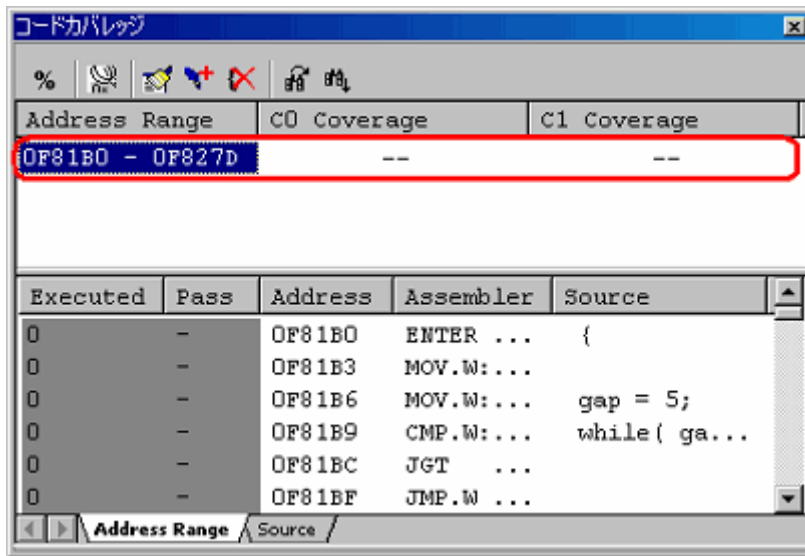 コードカバレッジ
%
Address Range C0 Coverage C1 Coverage
0F81B0 - 0F827D -- --
Executed Pass Address Assembler Source
0 - 0F81B0 ENTER ... {
0 - 0F81B3 MOV.W:...
0 - 0F81B6 MOV.W:... gap = 5;
0 - 0F81B9 CMP.W:... while( ga...
0 - 0F81BC JGT ...
0 - 0F81BF JMP.W ...
Address Range Source